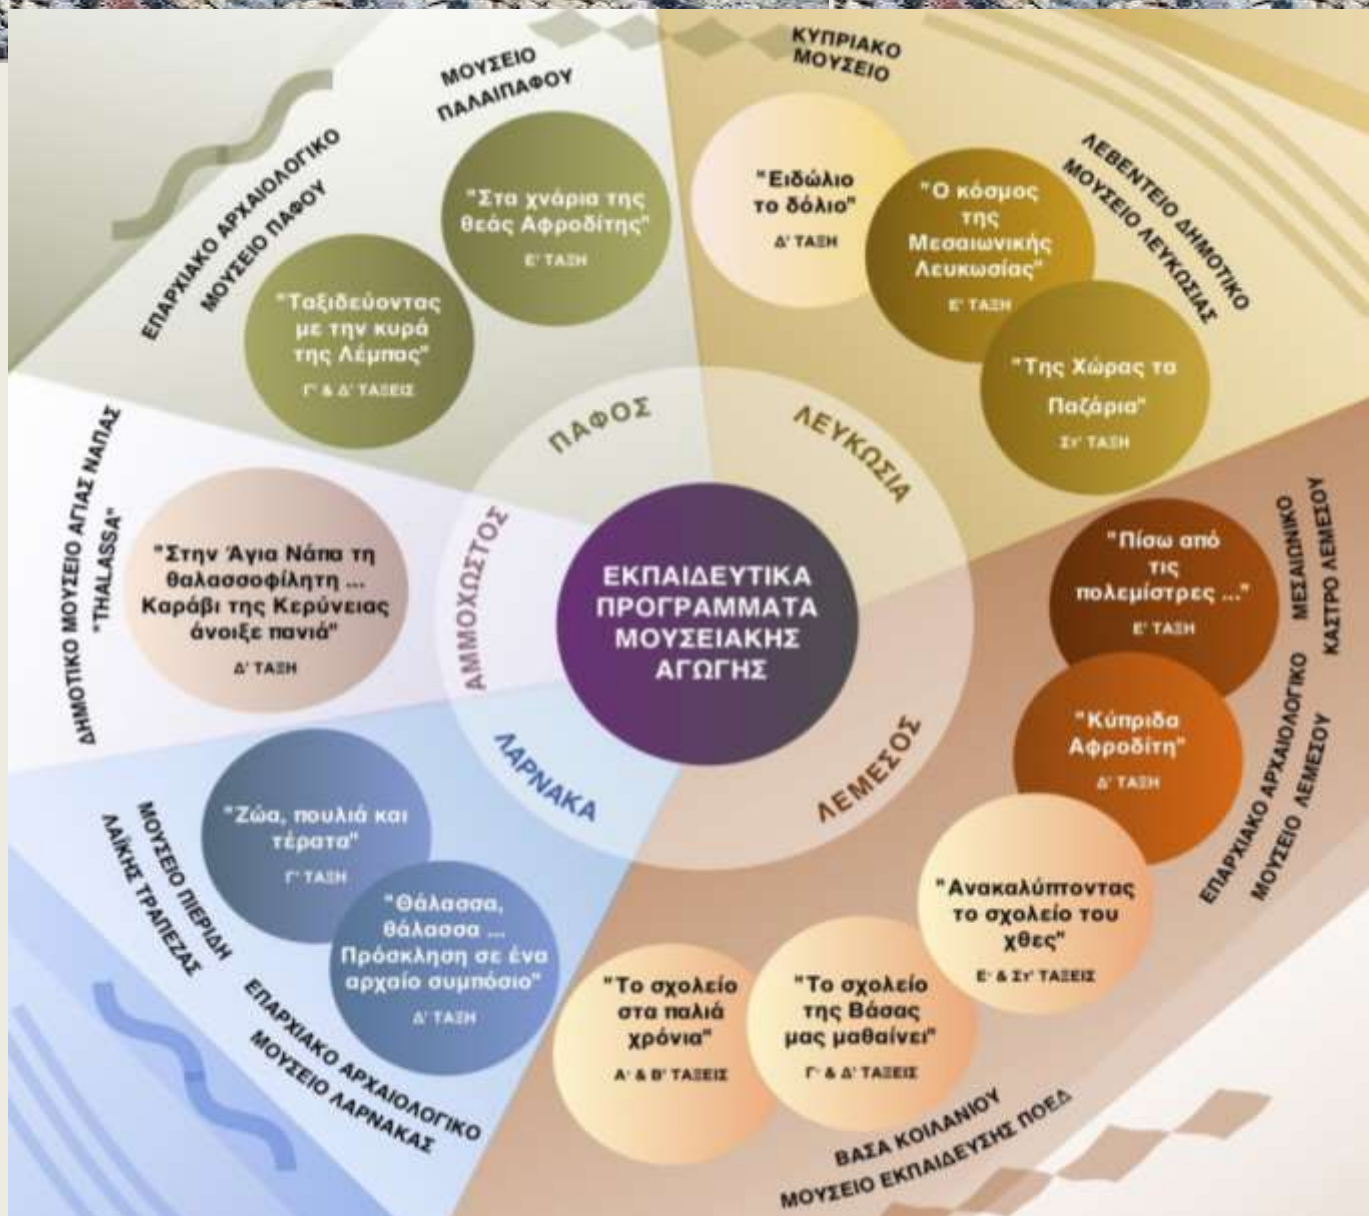 ΕΚΠΑΙΔΕΥΤΙΚΑ
ΠΡΟΓΡΑΜΜΑΤΑ
ΜΟΥΣΕΙΑΚΗΣ
ΑΓΩΓΗΣ
ΛΕΥΚΩΣΙΑ
ΚΥΠΡΙΑΚΟ
ΜΟΥΣΕΙΟ
"Ειδώλιο
το δόλιο"
Δ' ΤΑΞΗ
ΛΕΒΕΝΤΕΙΟ ΔΗΜΟΤΙΚΟ
ΜΟΥΣΕΙΟ ΛΕΥΚΩΣΙΑΣ
"Ο κόσμος
της
Μεσαιωνικής
Λευκωσίας"
Ε' ΤΑΞΗ
"Της Χώρας τα
Παζάρια"
Στ' ΤΑΞΗ
ΛΕΜΕΣΟΣ
ΜΕΣΑΙΩΝΙΚΟ
ΚΑΣΤΡΟ ΛΕΜΕΣΟΥ
"Πίσω από
τις
πολεμίστρες ..."
Ε' ΤΑΞΗ
ΕΠΑΡΧΙΑΚΟ ΑΡΧΑΙΟΛΟΓΙΚΟ
ΜΟΥΣΕΙΟ ΛΕΜΕΣΟΥ
"Κύπριδα
Αφροδίτη"
Δ' ΤΑΞΗ
"Ανακαλύπτοντας
το σχολείο του
χθες"
Ε' & Στ' ΤΑΞΕΙΣ
"Το σχολείο
της Βάσας
μας μαθαίνει"
Γ' & Δ' ΤΑΞΕΙΣ
"Το σχολείο
στα παλιά
χρόνια"
Α' & Β' ΤΑΞΕΙΣ
ΒΑΣΑ ΚΟΙΛΑΝΙΟΥ
ΜΟΥΣΕΙΟ ΕΚΠΑΙΔΕΥΣΗΣ ΠΟΕΔ
ΛΑΡΝΑΚΑ
"Θάλασσα,
θάλασσα ...
Πρόσκληση σε ένα
αρχαίο συμπόσιο"
Δ' ΤΑΞΗ
ΕΠΑΡΧΙΑΚΟ ΑΡΧΑΙΟΛΟΓΙΚΟ
ΜΟΥΣΕΙΟ ΛΑΡΝΑΚΑΣ
"Ζώα, πουλιά και
τέρατα"
Γ' ΤΑΞΗ
ΜΟΥΣΕΙΟ ΠΙΕΡΙΔΗ
ΛΑΪΚΗΣ ΤΡΑΠΕΖΑΣ
ΑΜΜΟΧΩΣΤΟΣ
ΔΗΜΟΤΙΚΟ ΜΟΥΣΕΙΟ ΑΓΙΑΣ ΝΑΠΑΣ
"THALASSA"
"Στην Άγια Νάπα τη
θαλασσοφίλητη ...
Καράβι της Κερύνειας
άνοιξε πανιά"
Δ' ΤΑΞΗ
ΠΑΦΟΣ
ΕΠΑΡΧΙΑΚΟ ΑΡΧΑΙΟΛΟΓΙΚΟ
ΜΟΥΣΕΙΟ ΠΑΦΟΥ
"Ταξιδεύοντας
με την κυρά
της Λέμπας"
Γ' & Δ' ΤΑΞΕΙΣ
ΜΟΥΣΕΙΟ
ΠΑΛΑΙΠΑΦΟΥ
"Στα χνάρια της
θεάς Αφροδίτης"
Ε' ΤΑΞΗ